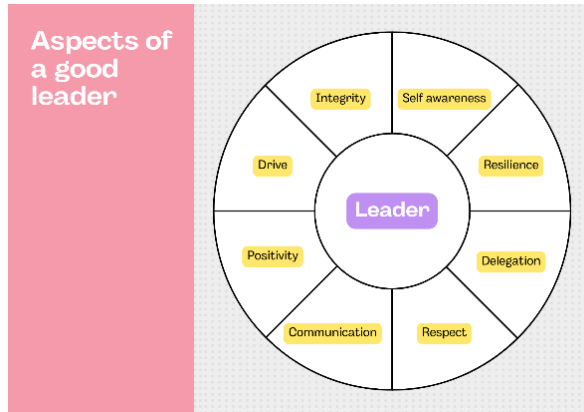 Aspects of
a good
leader
Integrity
Self awareness
Drive
Resilience
Leader
Positivity
Delegation
Communication
Respect